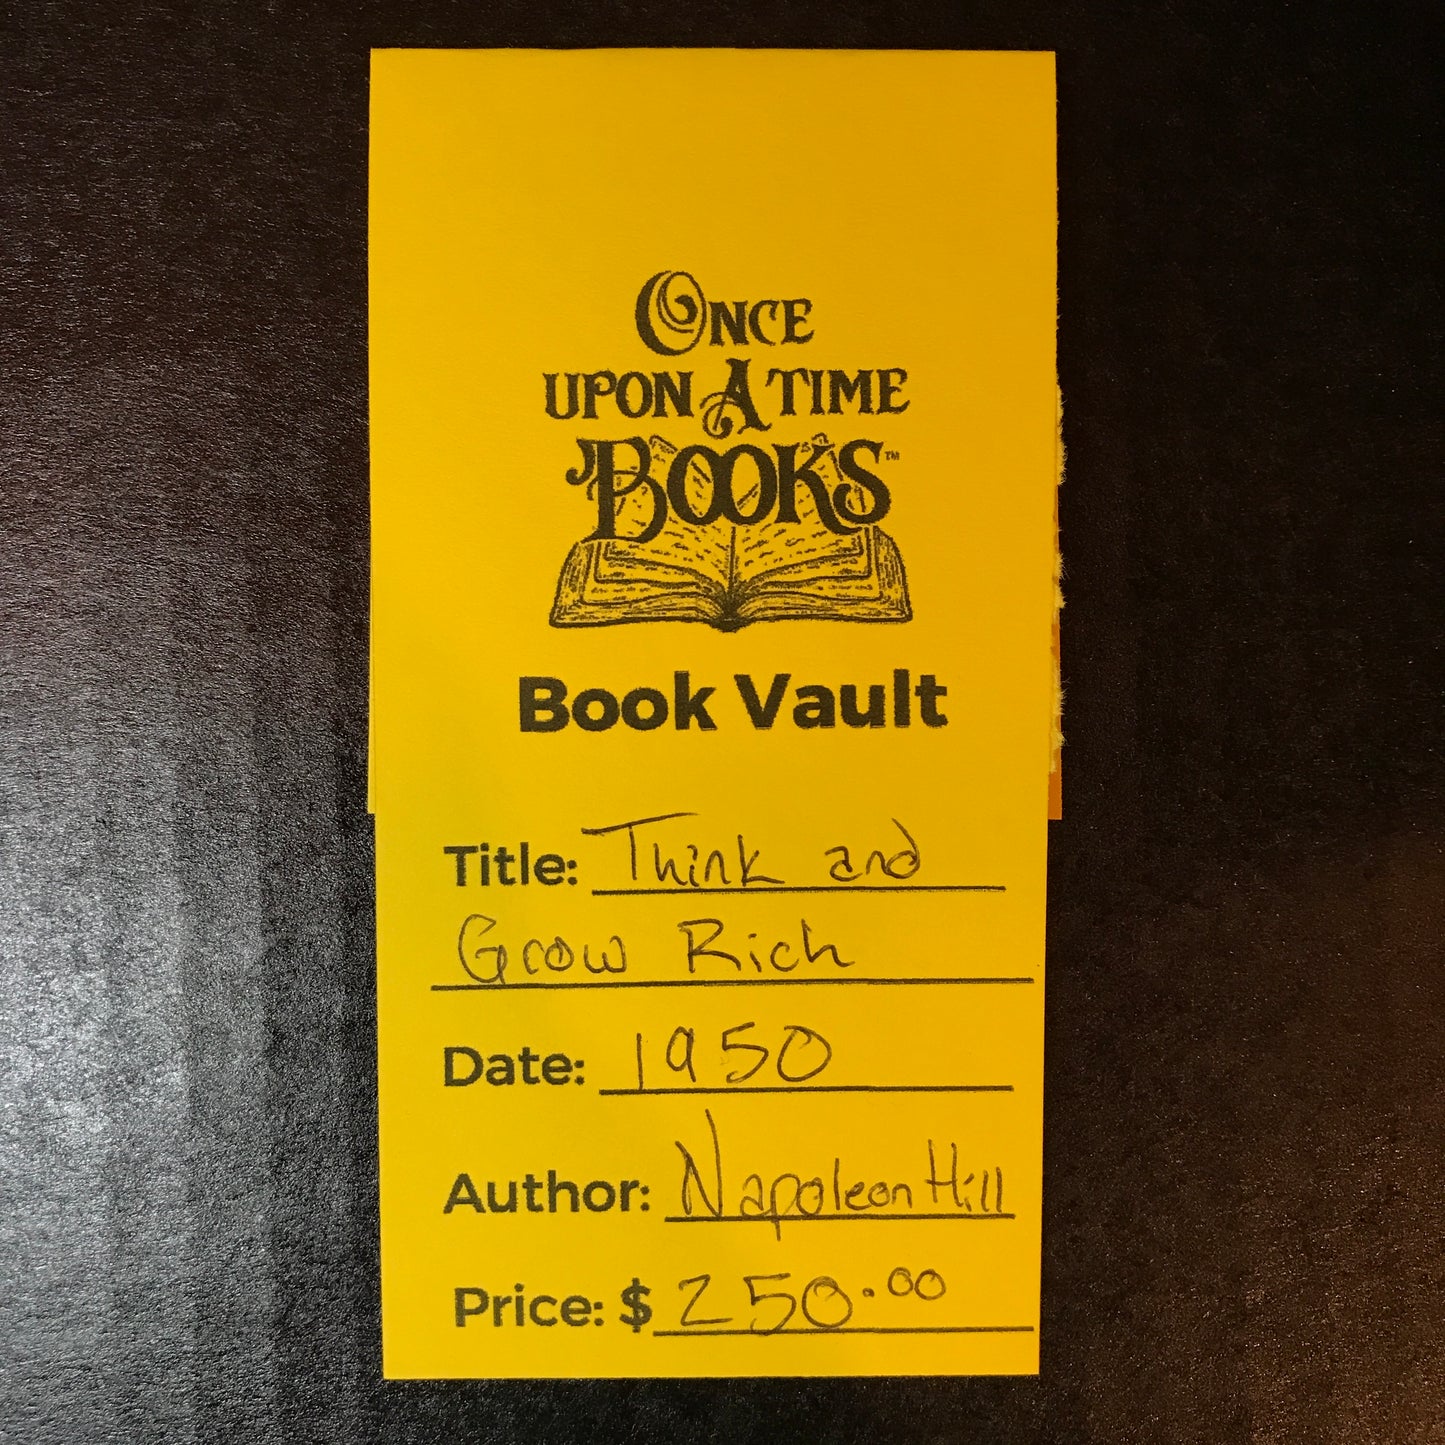 ONCE
UPON A TIME
BOOKS™
Book Vault
Title: Think and
Grow Rich
Date: 1950
Author: Napoleon Hill
Price: $ 250.00